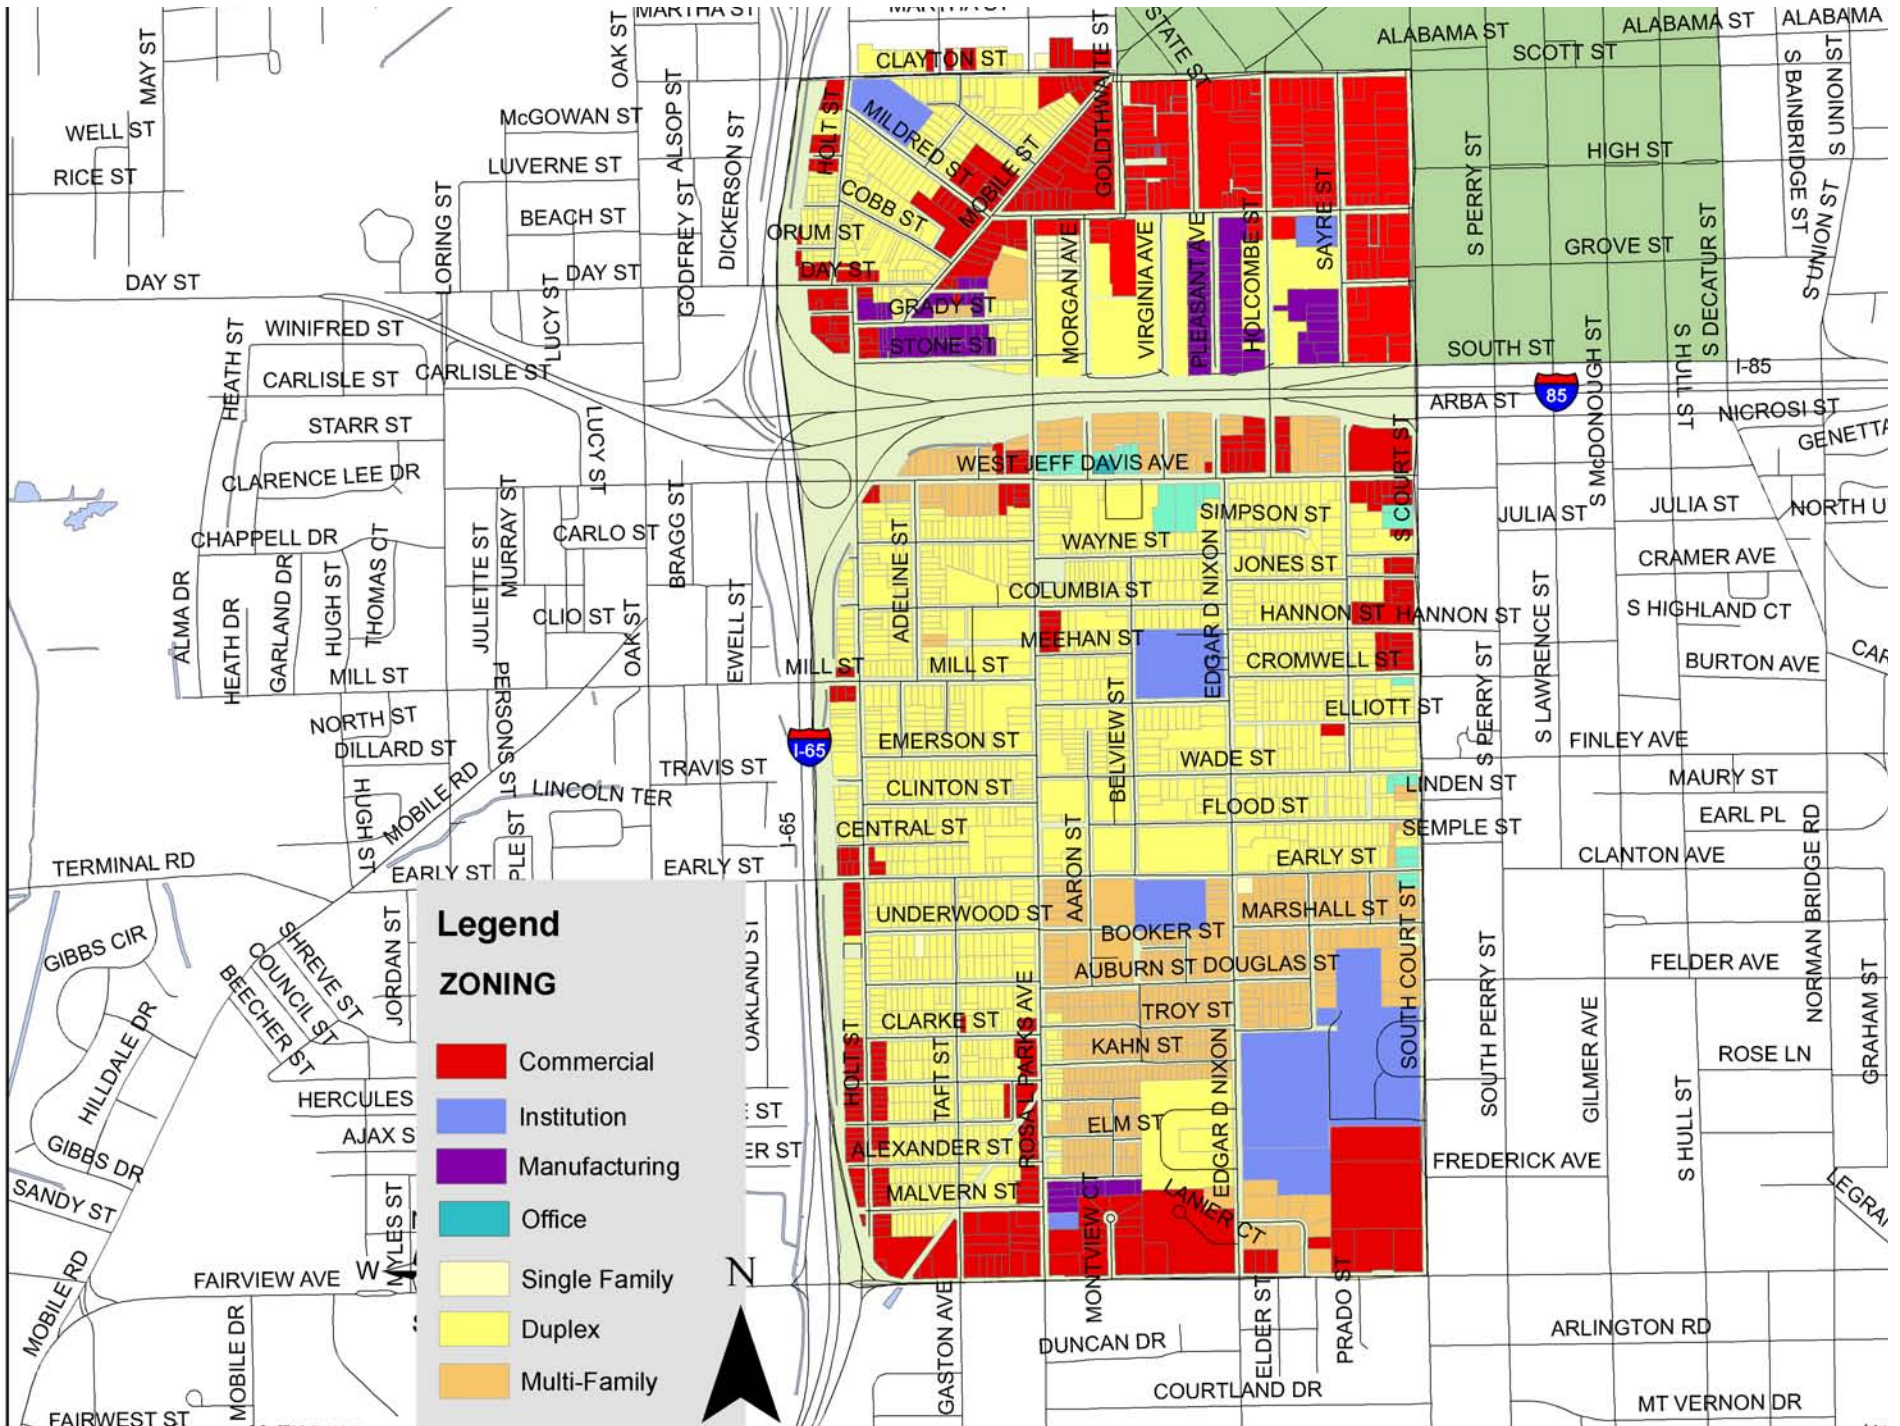 MARTHA ST
ALABAMA ST
ALABAMA ST
ALABAMA
SCOTT ST
STATE ST
OAK ST
MAY ST
CLAYTON ST
GOLDTHWAITE ST
S BAINBRIDGE ST
S UNION ST
WELL ST
McGOWAN ST
ALSOP ST
DICKERSON ST
HOLT ST
MILDRED ST
MOBILE ST
S PERRY ST
HIGH ST
RICE ST
LUVERNE ST
LORING ST
BEACH ST
GODFREY ST
COBB ST
ORUM ST
MORGAN AVE
VIRGINIA AVE
PLEASANT AVE
HOLCOMBE ST
SAYRE ST
GROVE ST
S DECATUR ST
S UNION ST
DAY ST
DAY ST
DAY ST
LUCY ST
GRADY ST
STONE ST
HEATH ST
WINIFRED ST
CARLISLE ST
CARLISLE ST
SOUTH ST
S McDONOUGH ST
S HULL ST
I-85
85
ARBA ST
NICROSI ST
GENETTA
STARR ST
LUCY ST
CLARENCE LEE DR
WEST JEFF DAVIS AVE
S COURT ST
MURRAY ST
BRAGG ST
SIMPSON ST
JULIA ST
JULIA ST
NORTH U
CHAPPELL DR
THOMAS CT
JULIETTE ST
CARLO ST
ADELINE ST
WAYNE ST
EDGAR D NIXON
JONES ST
CRAMER AVE
ALMA DR
HEATH DR
GARLAND DR
HUGH ST
CLIO ST
OAK ST
EWELL ST
COLUMBIA ST
HANNON ST
HANNON ST
S LAWRENCE ST
S HIGHLAND CT
MEEHAN ST
MILL ST
MILL ST
MILL ST
CROMWELL ST
S PERRY ST
BURTON AVE
CAR
PERSONS ST
NORTH ST
DILLARD ST
BELVIEW ST
ELLIOTT ST
I-65
EMERSON ST
WADE ST
FINLEY AVE
TRAVIS ST
HUGH ST
MOBILE RD
LINCOLN TER
CLINTON ST
FLOOD ST
LINDEN ST
MAURY ST
I-65
CENTRAL ST
AARON ST
SEMPLE ST
EARL PL
NORMAN BRIDGE RD
TERMINAL RD
EARLY ST
PLE ST
EARLY ST
EARLY ST
CLANTON AVE
GIBBS CIR
SHREVE ST
COUNCIL ST
BEECHER ST
JORDAN ST
OAKLAND ST
UNDERWOOD ST
MARSHALL ST
BOOKER ST
SOUTH COURT ST
SOUTH PERRY ST
AUBURN ST
DOUGLAS ST
FELDER AVE
GRAHAM ST
HILLDALE DR
CLARKE ST
ROSA L PARKS AVE
TROY ST
KAHN ST
EDGAR D NIXON
GILMER AVE
ROSE LN
HOLT ST
TAFT ST
HERCULES
AJAX S
E ST
ER ST
ELM ST
ALEXANDER ST
S HULL ST
GIBBS DR
FREDERICK AVE
SANDY ST
MYLES ST
MALVERN ST
MONTVIEW CT
LANIER CT
LEGRA
MOBILE RD
FAIRVIEW AVE
W
N
MOBILE DR
GASTON AVE
DUNCAN DR
ELDER ST
PRADO ST
ARLINGTON RD
COURTLAND DR
MT VERNON DR
FAIRWEST ST
Legend
ZONING
Commercial
Institution
Manufacturing
Office
Single Family
Duplex
Multi-Family